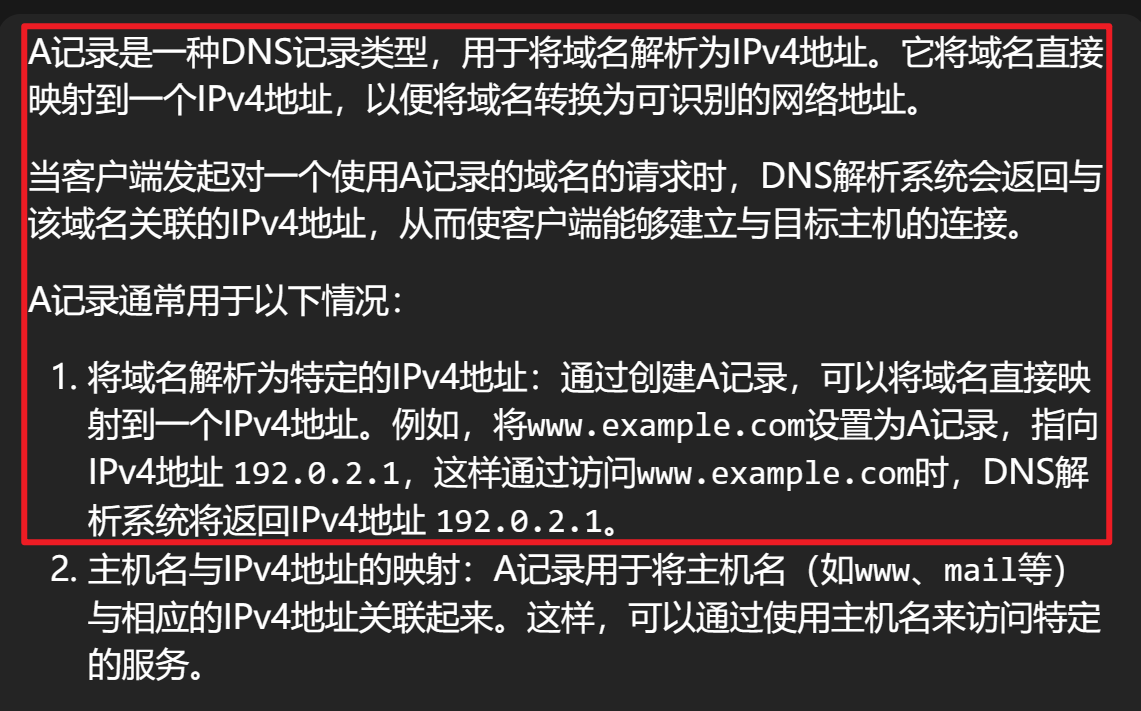 A记录是一种DNS记录类型，用于将域名解析为IPv4地址。它将域名直接
映射到一个IPv4地址，以便将域名转换为可识别的网络地址。
当客户端发起对一个使用A记录的域名的请求时，DNS解析系统会返回与
该域名关联的IPv4地址，从而使客户端能够建立与目标主机的连接。
A记录通常用于以下情况：
1. 将域名解析为特定的IPv4地址：通过创建A记录，可以将域名直接映
射到一个IPv4地址。例如，将www.example.com设置为A记录，指向
IPv4地址 192.0.2.1，这样通过访问www.example.com时，DNS解
析系统将返回IPv4地址 192.0.2.1。
2. 主机名与IPv4地址的映射：A记录用于将主机名（如www、mail等）
与相应的IPv4地址关联起来。这样，可以通过使用主机名来访问特定
的服务。